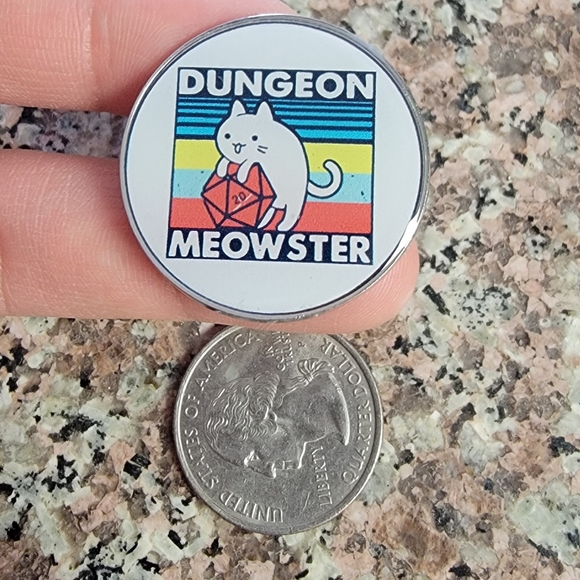 DUNGEON
20
MEOWSTER
UNITED STATES OF AMERICA
LIBERTY
QUARTER DOLLAR